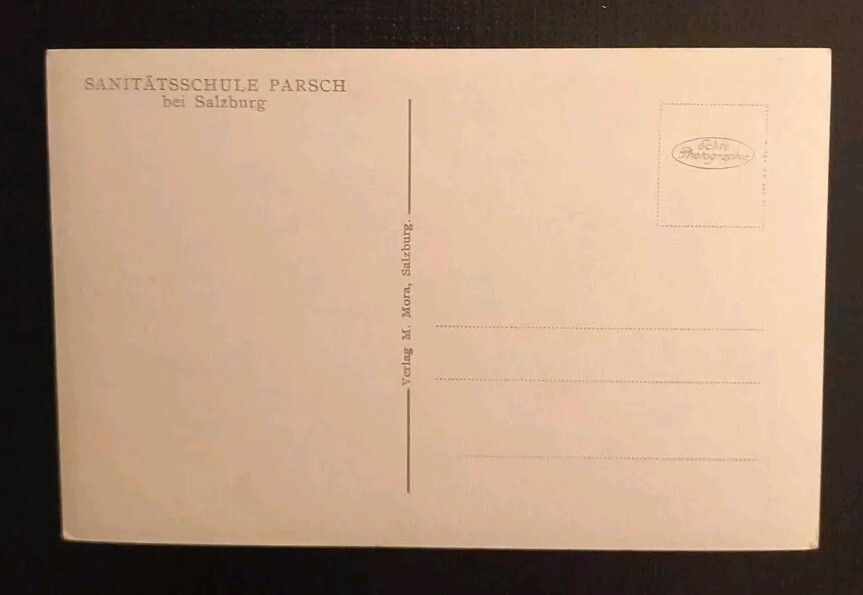 SANITÄTSSCHULE PARSCH
bei Salzburg
Verlag M. Mora, Salzburg.
Echte
Photographie